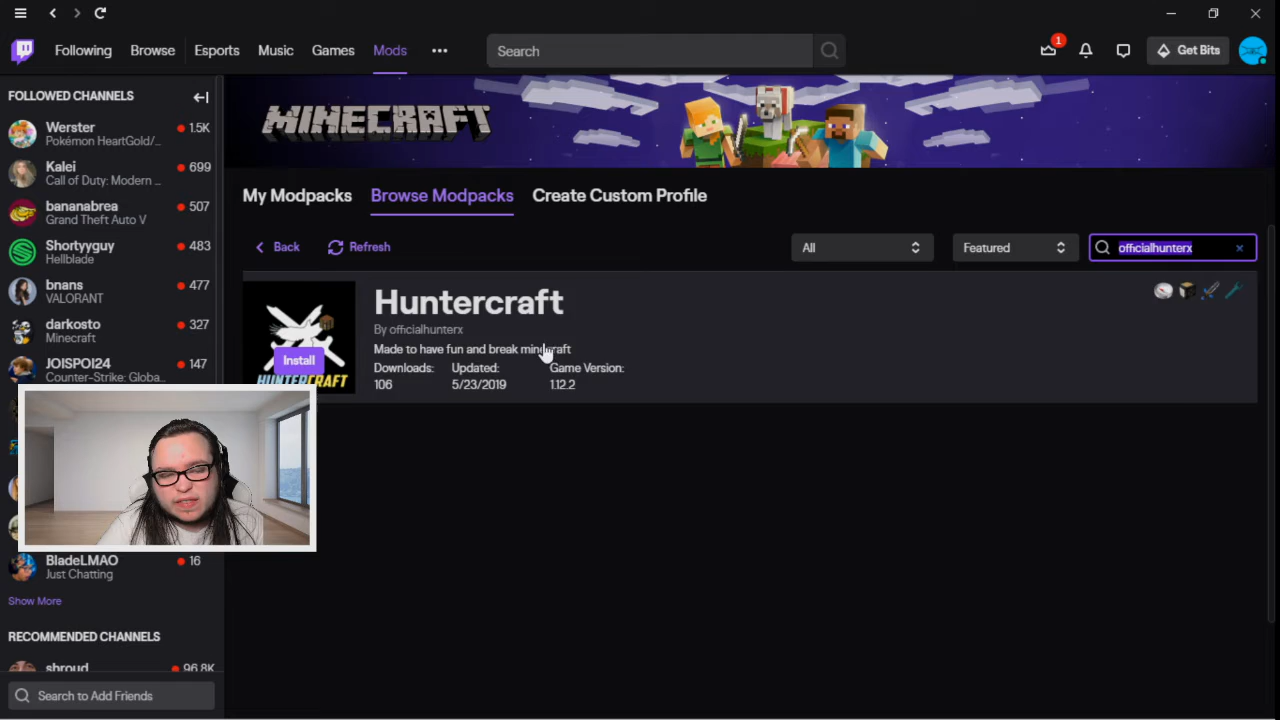 Following
Browse
Esports
Music
Games
Mods
Search
1
Get Bits
FOLLOWED CHANNELS
Werster
1.5K
Pokémon HeartGold/...
Kalei
699
Call of Duty: Modern ...
bananabrea
507
Grand Theft Auto V
Shortyyguy
483
Hellblade
bnans
477
VALORANT
darkosto
327
Minecraft
JOISPOI24
147
Counter-Strike: Globa...
BladeLMAO
16
Just Chatting
Show More
RECOMMENDED CHANNELS
shroud
96.8K
Search to Add Friends
MINECRAFT
My Modpacks
Browse Modpacks
Create Custom Profile
Back
Refresh
All
Featured
officialhunterx
Install
HUNTERCRAFT
Huntercraft
By officialhunterx
Made to have fun and break minecraft
Downloads:
Updated:
Game Version:
106
5/23/2019
1.12.2